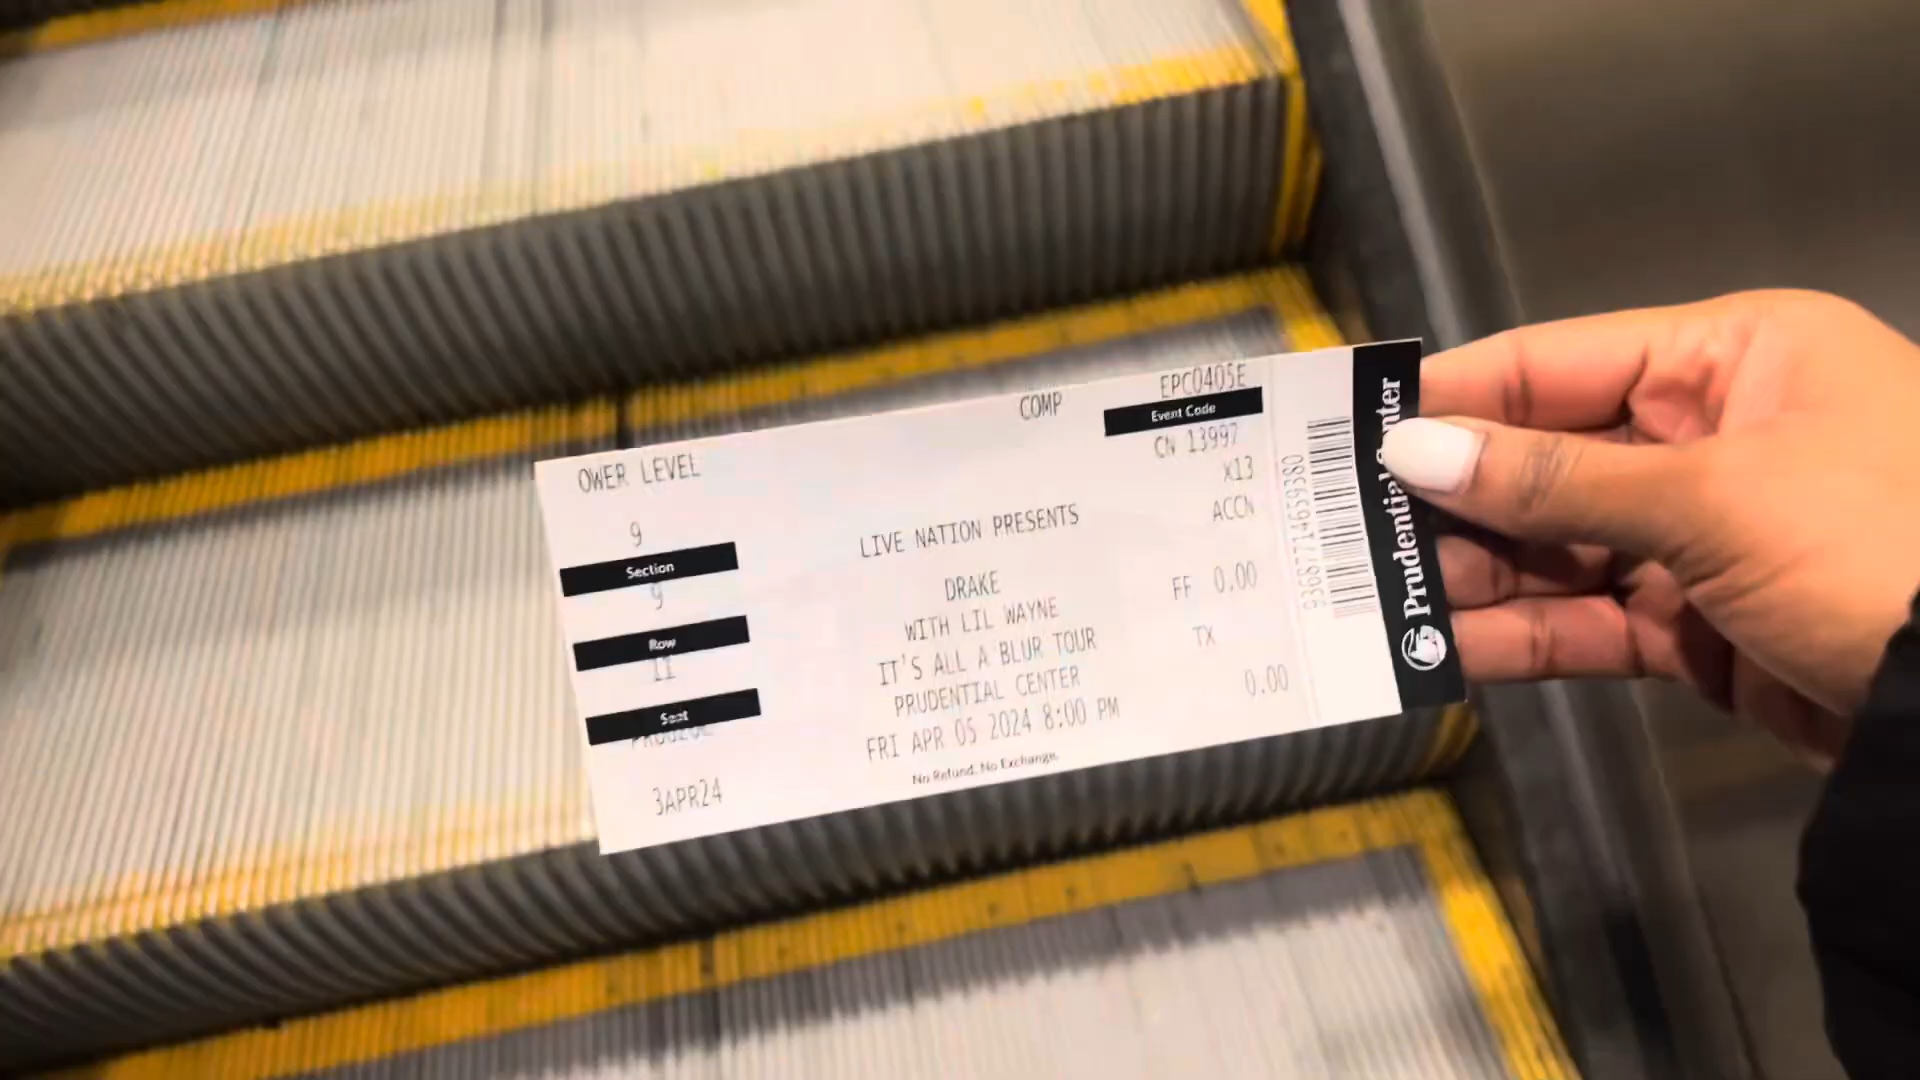 OWER LEVEL
9
Section
9
Row
11
Seat
3APR24
COMP
LIVE NATION PRESENTS
DRAKE
WITH LIL WAYNE
IT'S ALL A BLUR TOUR
PRUDENTIAL CENTER
FRI APR 05 2024 8:00 PM
No Refund. No Exchange.
EPC0405E
Event Code
CN 13997
X13
ACCN
FF 0.00
TX
0.00
Prudential